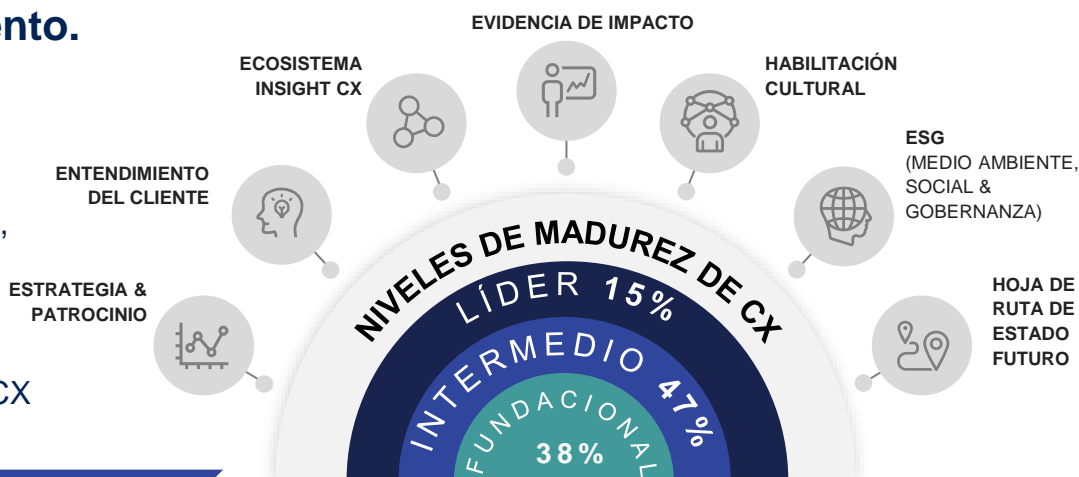 ento.
EVIDENCIA DE IMPACTO
ECOSISTEMA
INSIGHT CX
HABILITACIÓN
CULTURAL
ENTENDIMIENTO
DEL CLIENTE
ESG
(MEDIO AMBIENTE,
SOCIAL &
GOBERNANZA)
,
ESTRATEGIA &
PATROCINIO
HOJA DE
RUTA DE
ESTADO
FUTURO
CX
NIVELES DE MADUREZ DE CX
LÍDER 15%
INTERMEDIO 47%
FUNDACIONAL
38%